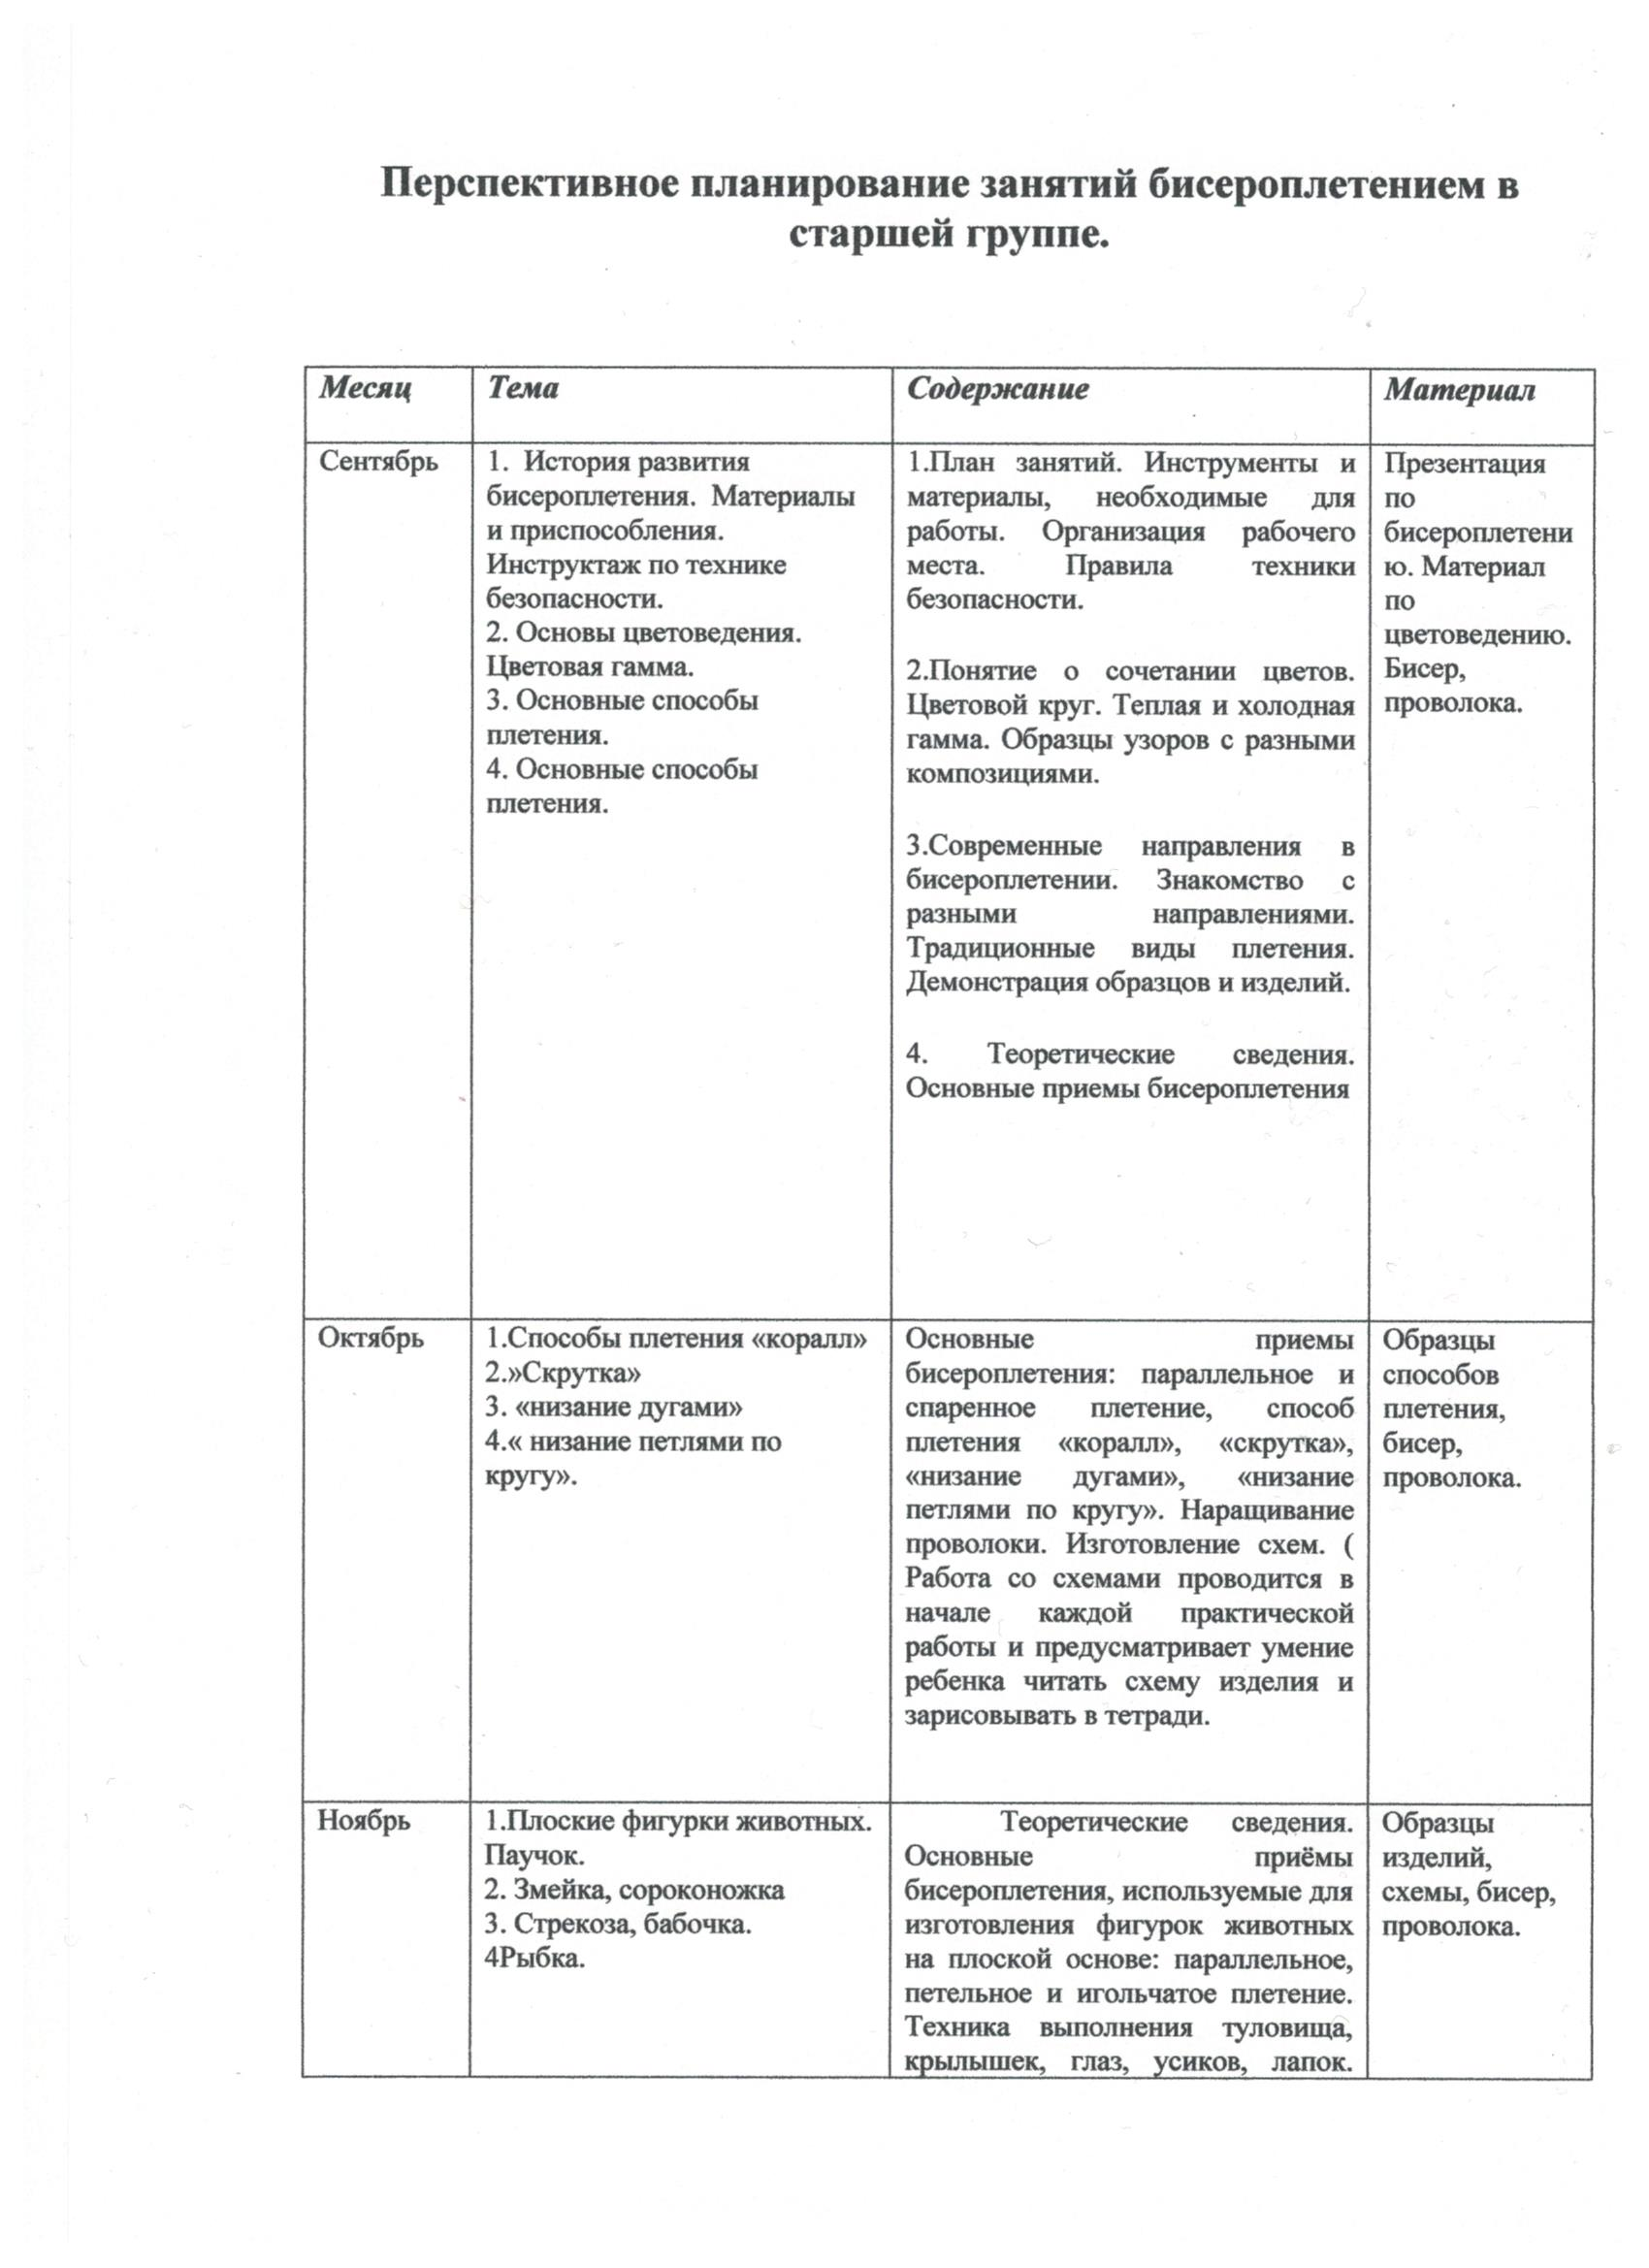 Перспективное планирование занятий бисероплетением в
старшей группе.
Месяц
Тема
Содержание
Материал
Сентябрь
1. История развития
бисероплетения. Материалы
и приспособления.
Инструктаж по технике
безопасности.
2. Основы цветоведения.
Цветовая гамма.
3. Основные способы
плетения.
4. Основные способы
плетения.
1.План занятий. Инструменты и
материалы, необходимые для
работы. Организация рабочего
места. Правила техники
безопасности.
2.Понятие о сочетании цветов.
Цветовой круг. Теплая и холодная
гамма. Образцы узоров с разными
композициями.
3.Современные направления в
бисероплетении. Знакомство с
разными направлениями.
Традиционные виды плетения.
Демонстрация образцов и изделий.
4. Теоретические сведения.
Основные приемы бисероплетения
Презентация
по
бисероплетени
ю. Материал
по
цветоведению.
Бисер,
проволока.
Октябрь
1.Способы плетения «коралл»
2.»Скрутка»
3. «низание дугами»
4.« низание петлями по
кругу».
Основные приемы
бисероплетения: параллельное и
спаренное плетение, способ
плетения «коралл», «скрутка»,
«низание дугами», «низание
петлями по кругу». Наращивание
проволоки. Изготовление схем. (
Работа со схемами проводится в
начале каждой практической
работы и предусматривает умение
ребенка читать схему изделия и
зарисовывать в тетради.
Образцы
способов
плетения,
бисер,
проволока.
Ноябрь
1.Плоские фигурки животных.
Паучок.
2. Змейка, сороконожка
3. Стрекоза, бабочка.
4Рыбка.
Теоретические сведения.
Основные приёмы
бисероплетения, используемые для
изготовления фигурок животных
на плоской основе: параллельное,
петельное и игольчатое плетение.
Техника выполнения туловища,
крылышек, глаз, усиков, лапок.
Образцы
изделий,
схемы, бисер,
проволока.